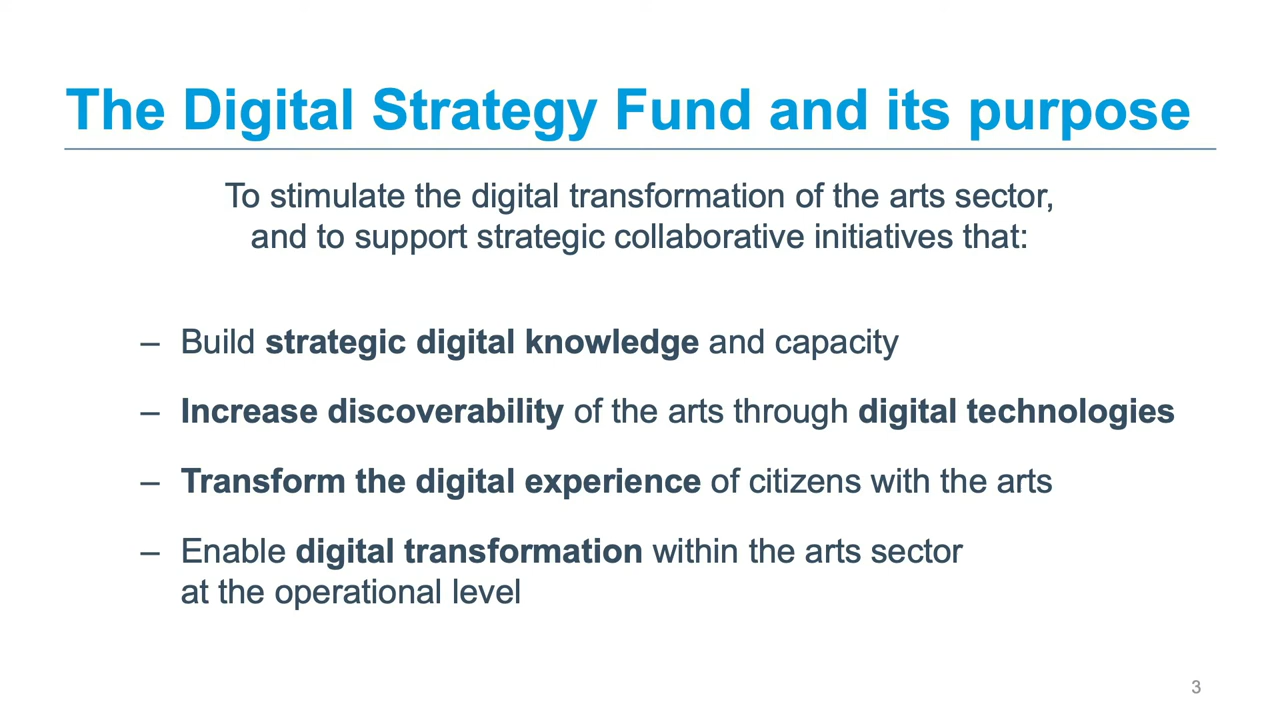 The Digital Strategy Fund and its purpose
To stimulate the digital transformation of the arts sector,
and to support strategic collaborative initiatives that:
– Build strategic digital knowledge and capacity
– Increase discoverability of the arts through digital technologies
– Transform the digital experience of citizens with the arts
– Enable digital transformation within the arts sector
at the operational level
3